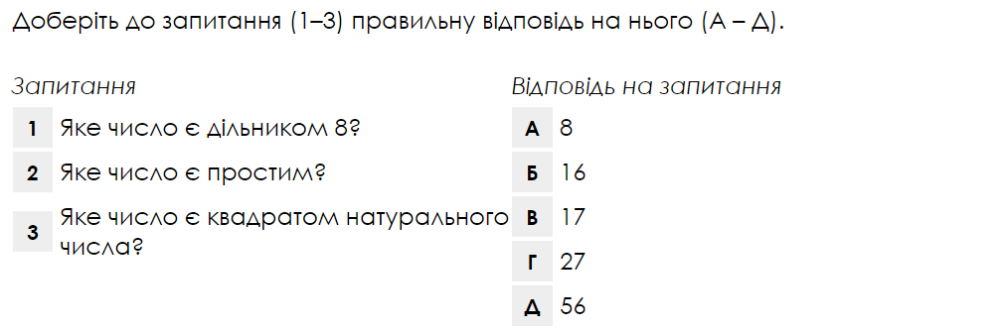 Доберіть до запитання (1–3) правильну відповідь на нього (А – Д).
Запитання
Відповідь на запитання
1 Яке число є дільником 8?
А 8
2 Яке число є простим?
Б 16
3 Яке число є квадратом натурального
числа?
В 17
Г 27
Д 56